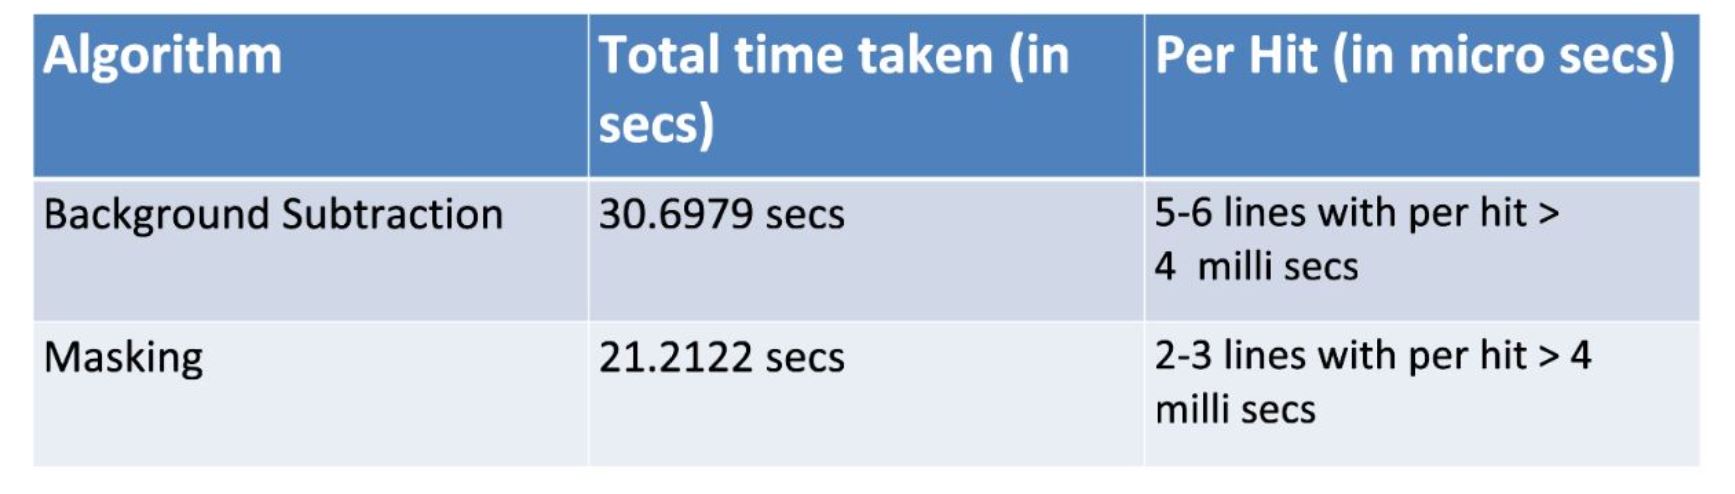 Algorithm
Total time taken (in
secs)
Per Hit (in micro secs)
Background Subtraction
30.6979 secs
5-6 lines with per hit >
4  milli secs
Masking
21.2122 secs
2-3 lines with per hit > 4
milli secs